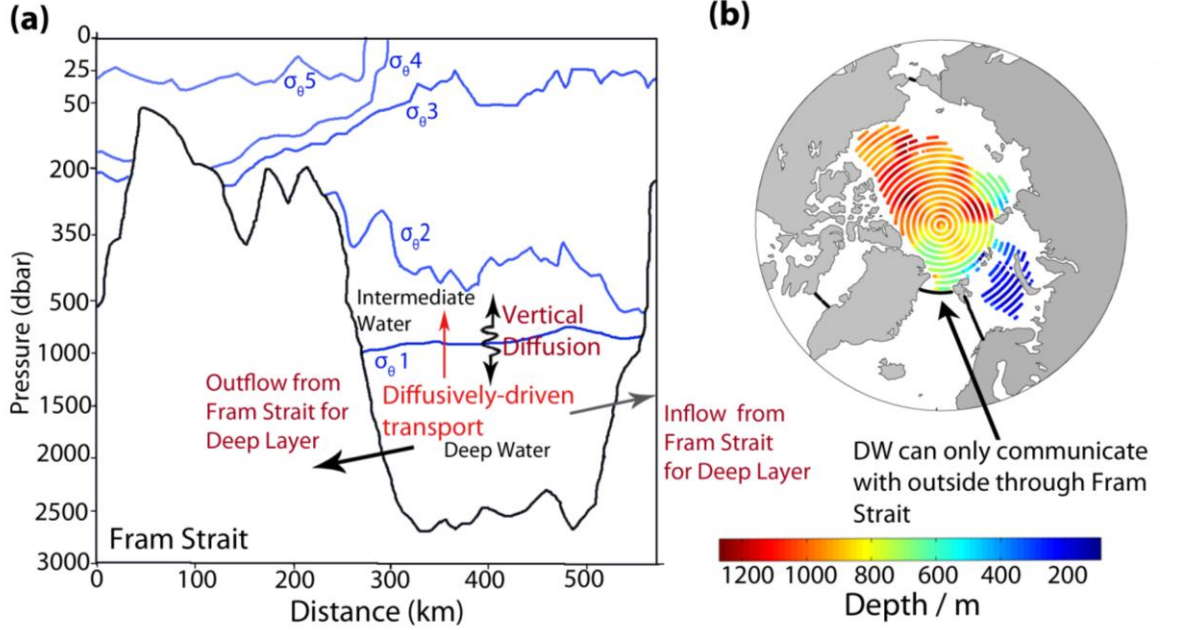 (a)
0
25
50
200
350
500
1000
1500
2000
2500
3000
Pressure (dbar)
σθ5
σθ4
σθ3
σθ2
σθ1
Intermediate
Water
Vertical
Diffusion
Outflow from
Fram Strait for
Deep Layer
Diffusively-driven
transport
Deep Water
Inflow from
Fram Strait
for Deep Layer
Fram Strait
0 100 200 300 400 500
Distance (km)
(b)
DW can only communicate
with outside through Fram
Strait
1200 1000 800 600 400 200
Depth / m